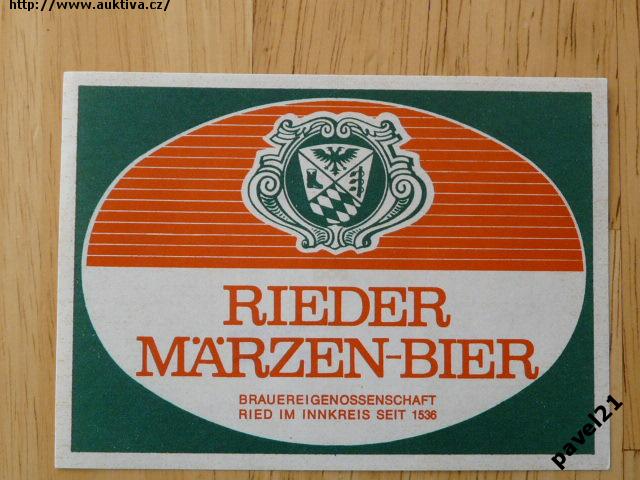 http://www.auktiva.cz/
RIEDER
MÄRZEN-BIER
BRAUEREIGENOSSENSCHAFT
RIED IM INNKREIS SEIT 1536
pavel21